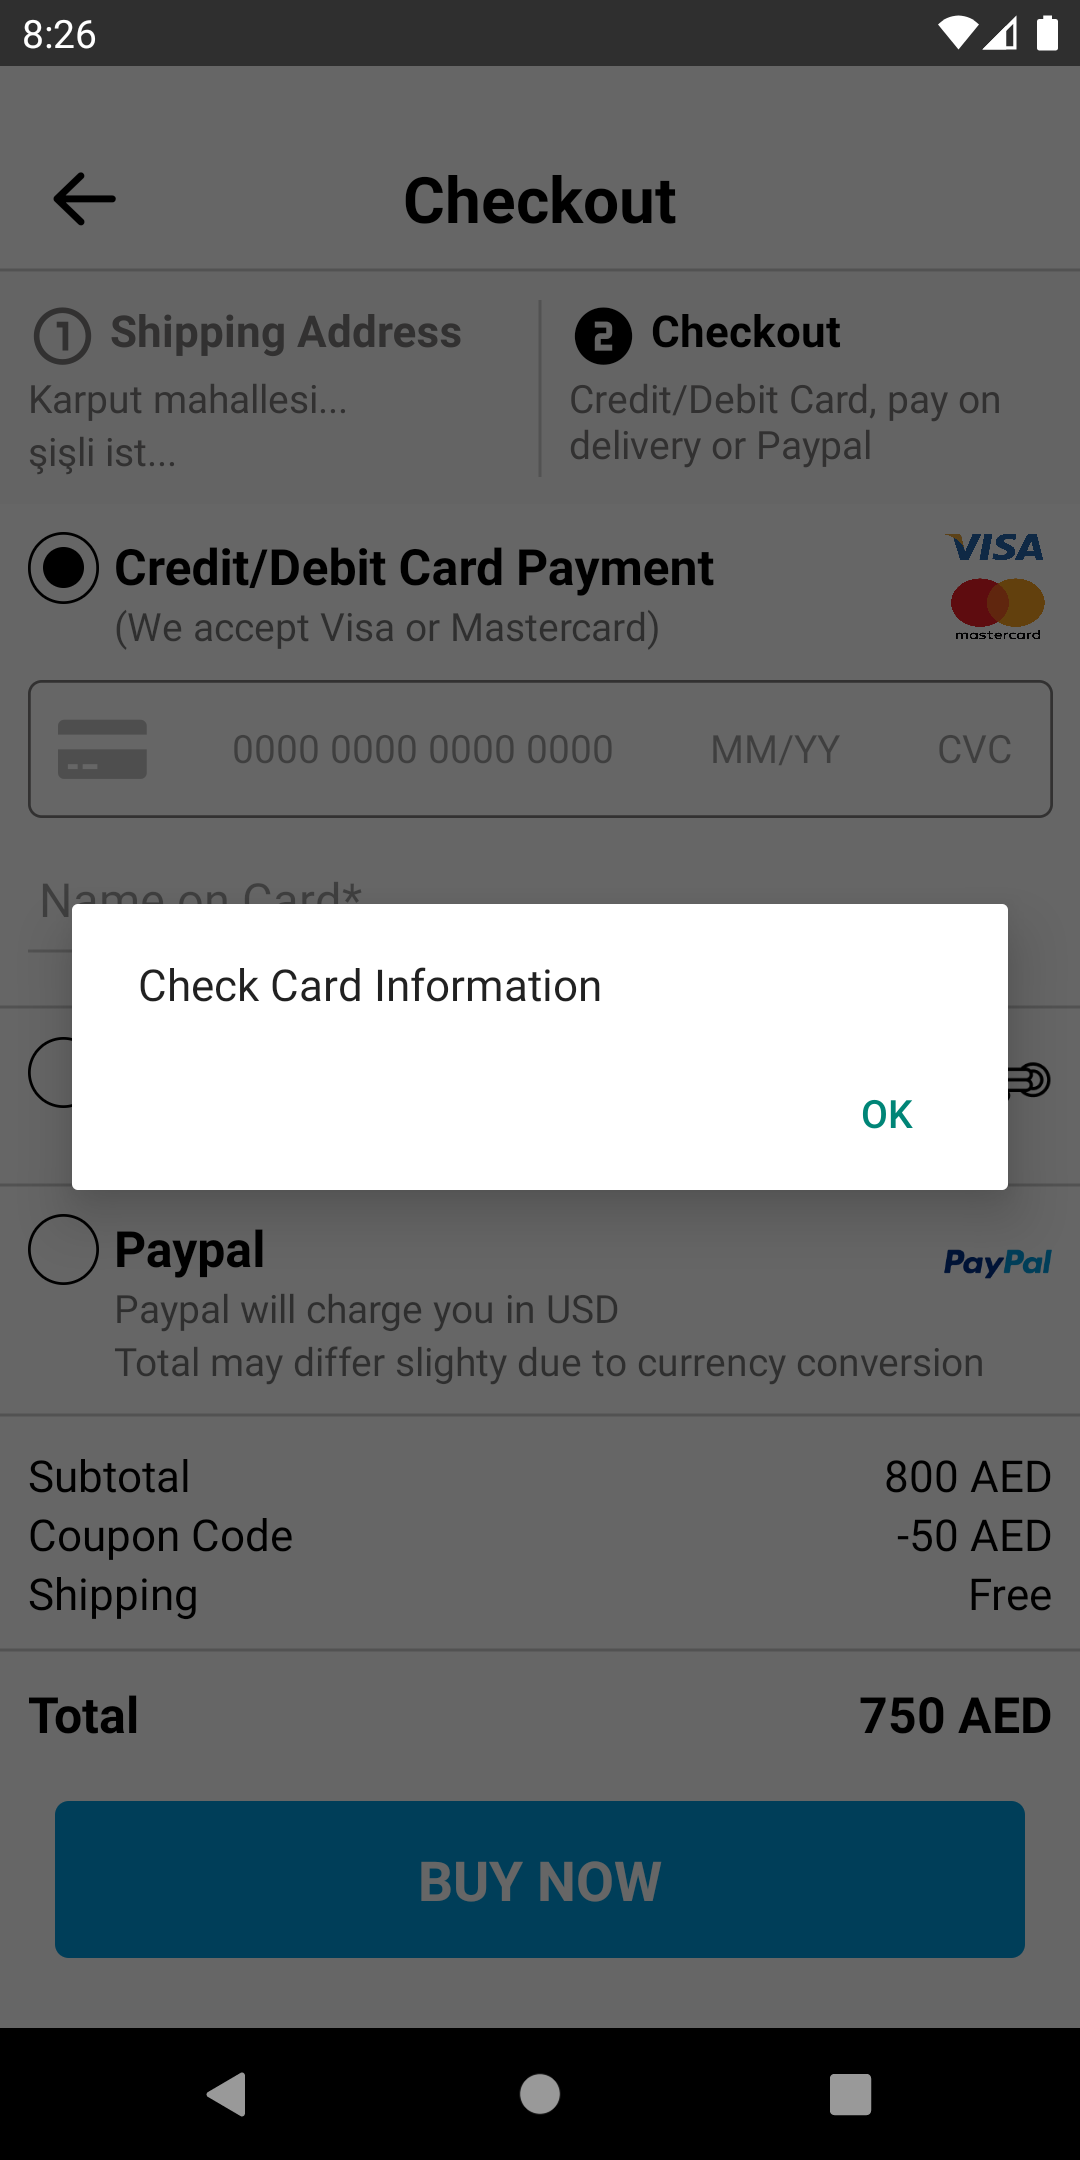 8:26
Checkout
1 Shipping Address
Karput mahallesi...
şişli ist...
2 Checkout
Credit/Debit Card, pay on
delivery or Paypal
Credit/Debit Card Payment
(We accept Visa or Mastercard)
VISA
mastercard
0000 0000 0000 0000 MM/YY CVC
Name on Card*
Check Card Information
OK
Paypal
PayPal
Paypal will charge you in USD
Total may differ slighty due to currency conversion
Subtotal 800 AED
Coupon Code -50 AED
Shipping Free
Total 750 AED
BUY NOW